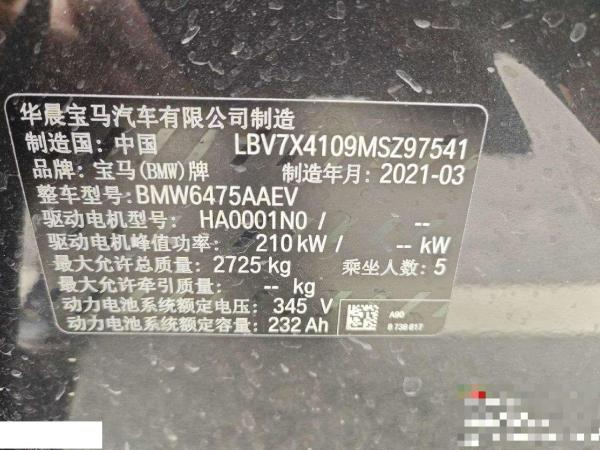 华晨宝马汽车有限公司制造
制造国：中国 LBV7X4109MSZ97541
品牌：宝马(BMW)牌 制造年月：2021-03
整车型号：BMW6475AAEV
驱动电机型号：HA0001N0 / --
驱动电机峰值功率：210 kW / -- kW
最大允许总质量：2725 kg 乘坐人数：5
最大允许牵引质量： -- kg
动力电池系统额定电压：345 V
动力电池系统额定容量：232 Ah
A90
8 738 817